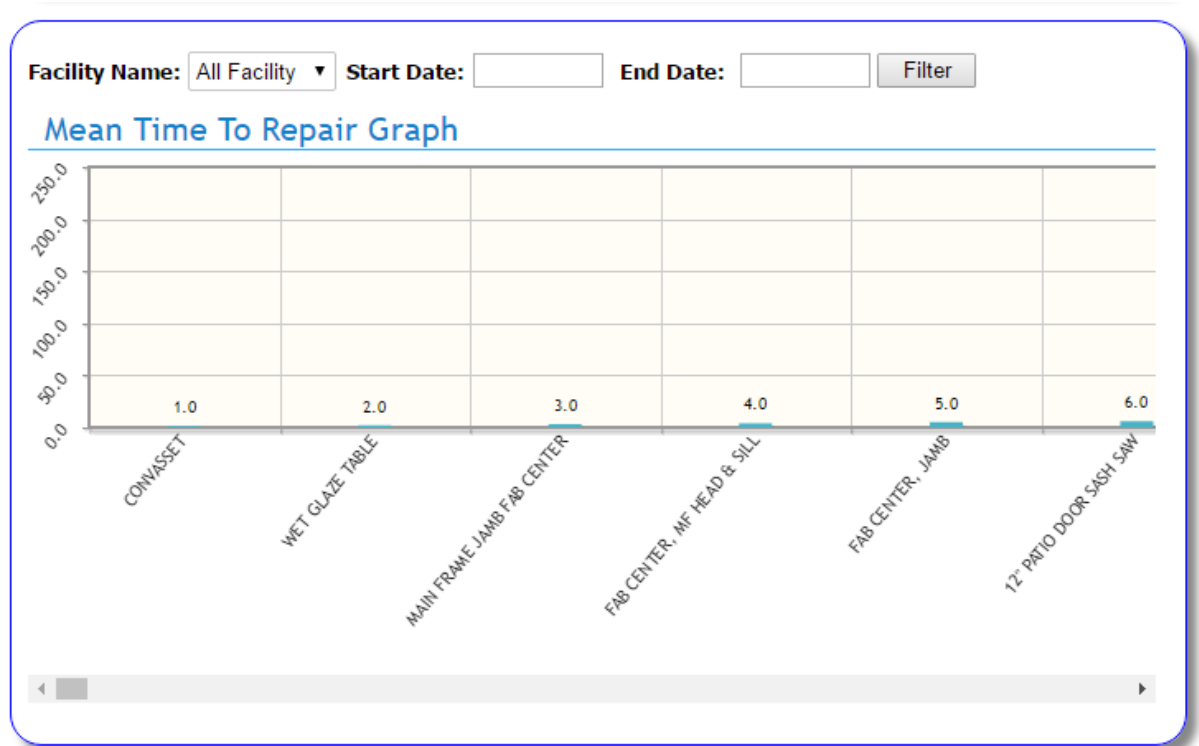 Facility Name: All Facility ▼ Start Date: End Date: Filter
Mean Time To Repair Graph
250.0
200.0
150.0
100.0
50.0
0.0
1.0 2.0 3.0 4.0 5.0 6.0
CONVASSET
WET GLAZE TABLE
MAIN FRAME JAMB FAB CENTER
FAB CENTER, MF HEAD & SILL
FAB CENTER, JAMB
12" PATIO DOOR SASH SAW